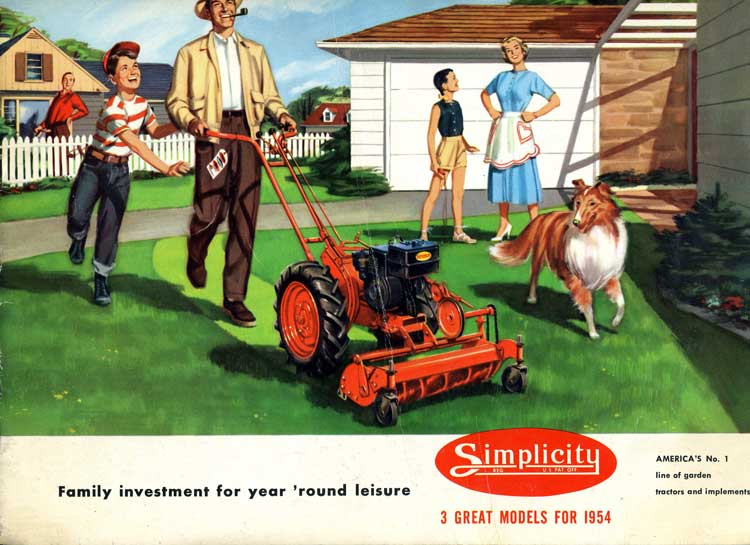 Family investment for year 'round leisure
Simplicity
REG. U.S. PAT. OFF.
3 GREAT MODELS FOR 1954
AMERICA'S No. 1
line of garden
tractors and implements